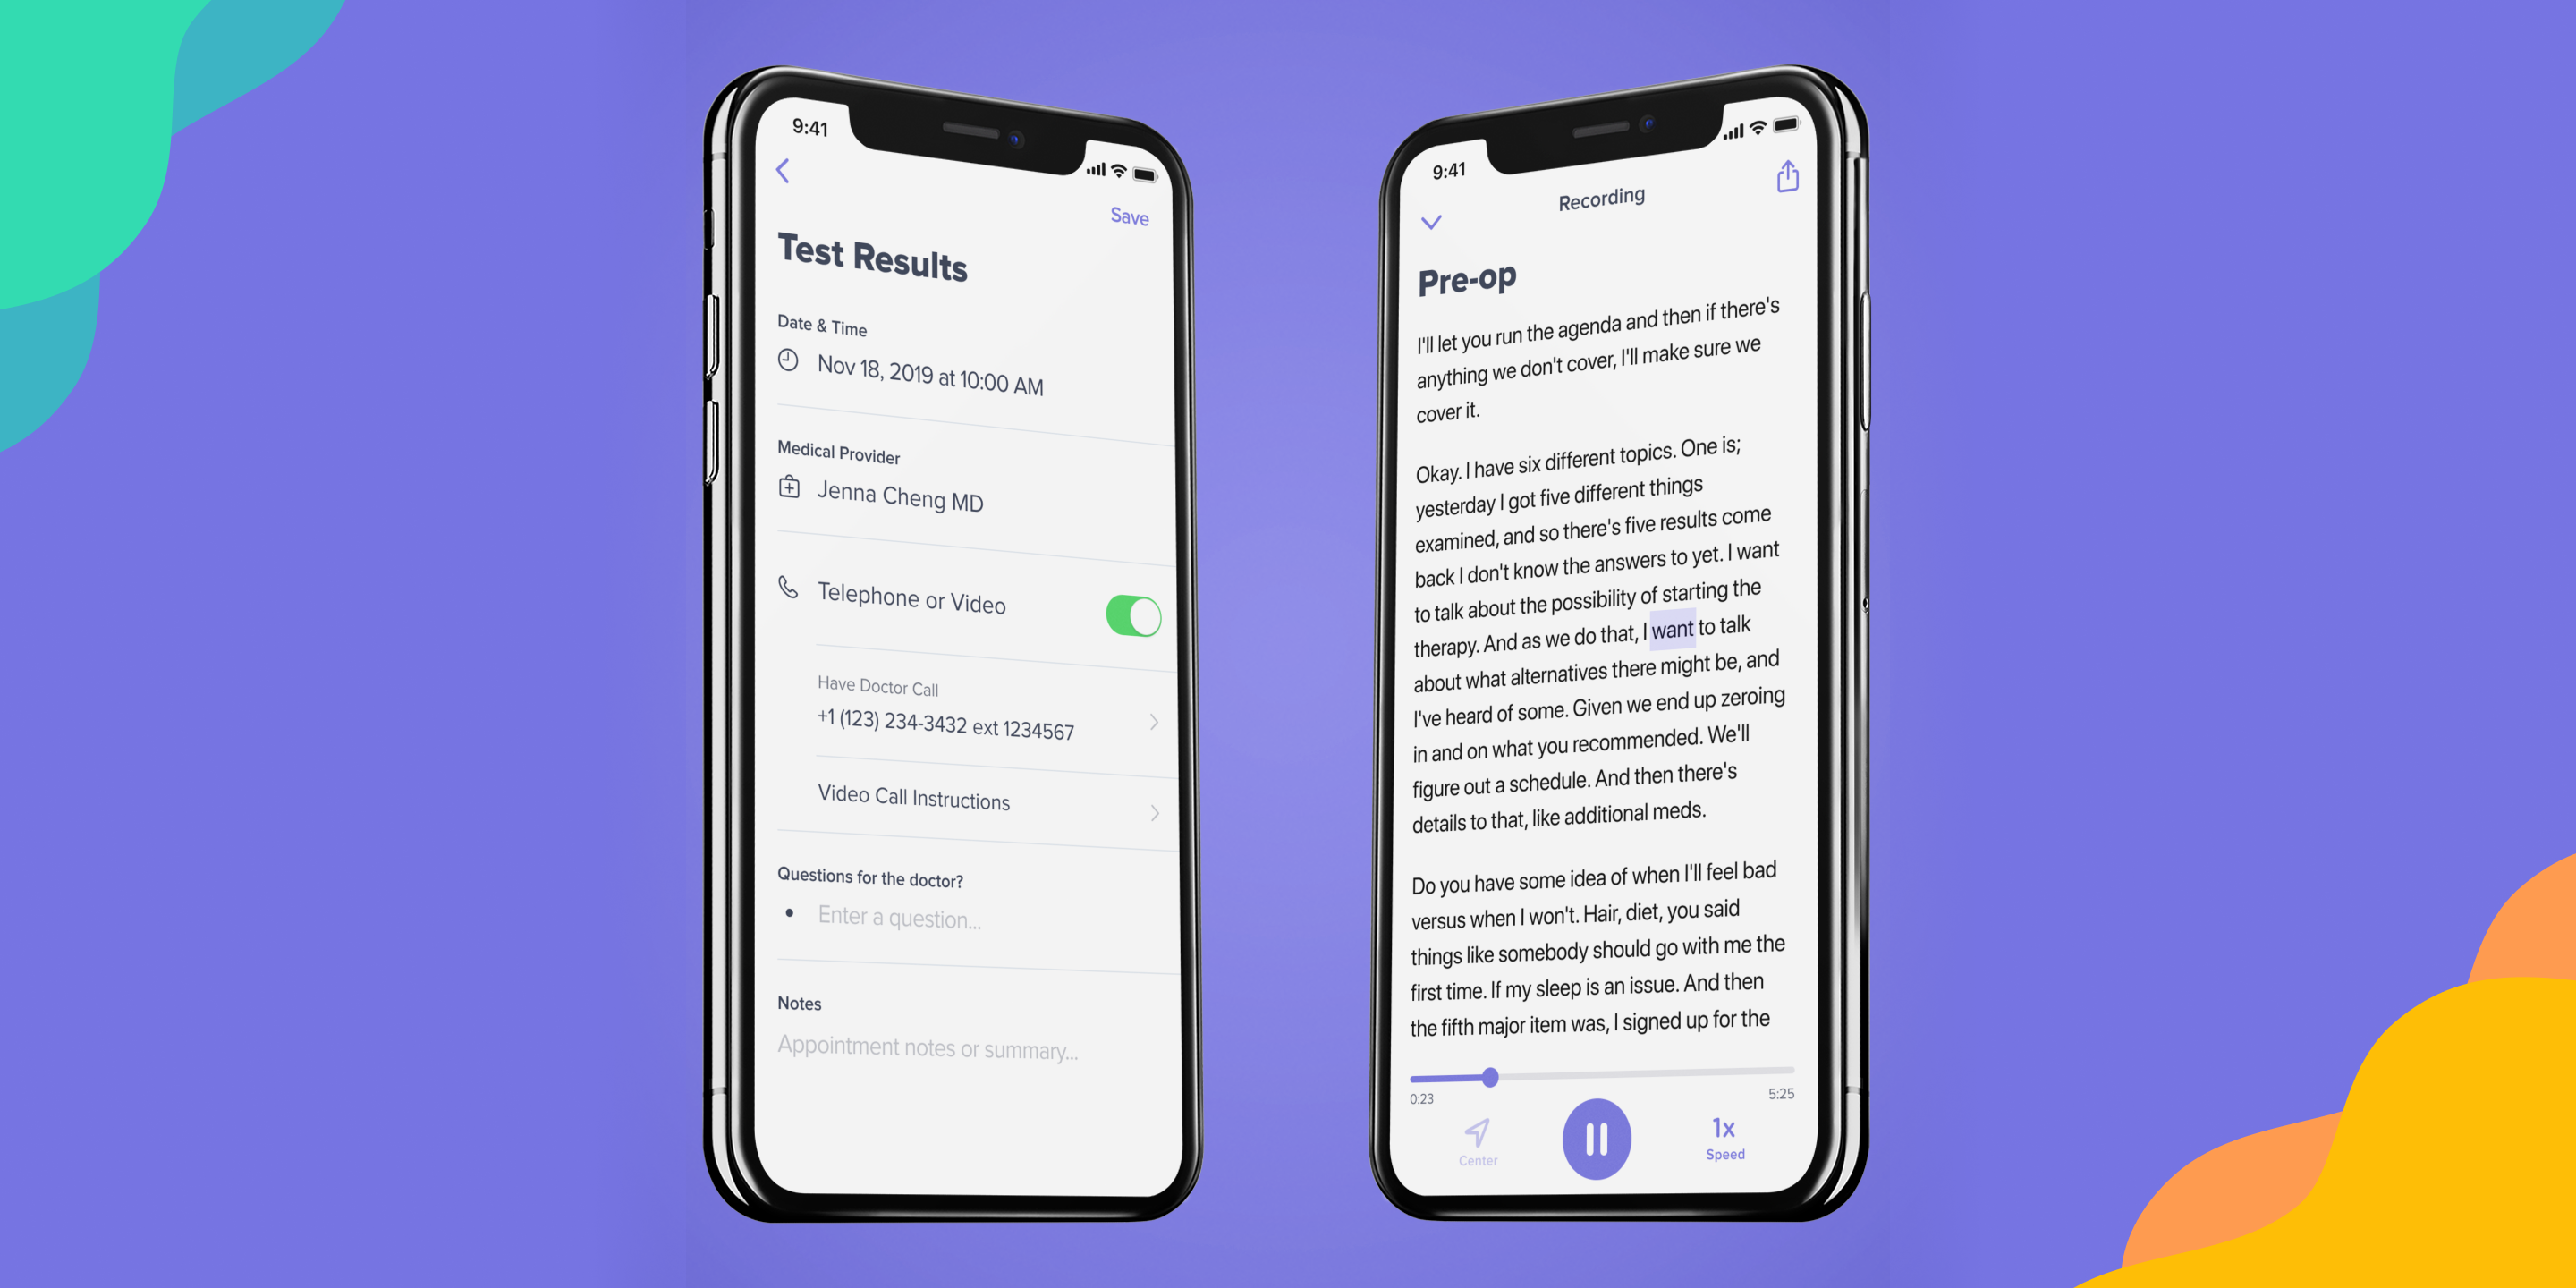 9:41
Save
Test Results
Date & Time
Nov 18, 2019 at 10:00 AM
Medical Provider
Jenna Cheng MD
Telephone or Video
Have Doctor Call
+1 (123) 234-3432 ext 1234567
Video Call Instructions
Questions for the doctor?
• Enter a question...
Notes
Appointment notes or summary...
9:41
Recording
Pre-op
I'll let you run the agenda and then if there's
anything we don't cover, I'll make sure we
cover it.
Okay. I have six different topics. One is;
yesterday I got five different things
examined, and so there's five results come
back I don't know the answers to yet. I want
to talk about the possibility of starting the
therapy. And as we do that, I want to talk
about what alternatives there might be, and
I've heard of some. Given we end up zeroing
in and on what you recommended. We'll
figure out a schedule. And then there's
details to that, like additional meds.
Do you have some idea of when I'll feel bad
versus when I won't. Hair, diet, you said
things like somebody should go with me the
first time. If my sleep is an issue. And then
the fifth major item was, I signed up for the
0:23
5:25
Center
1x
Speed